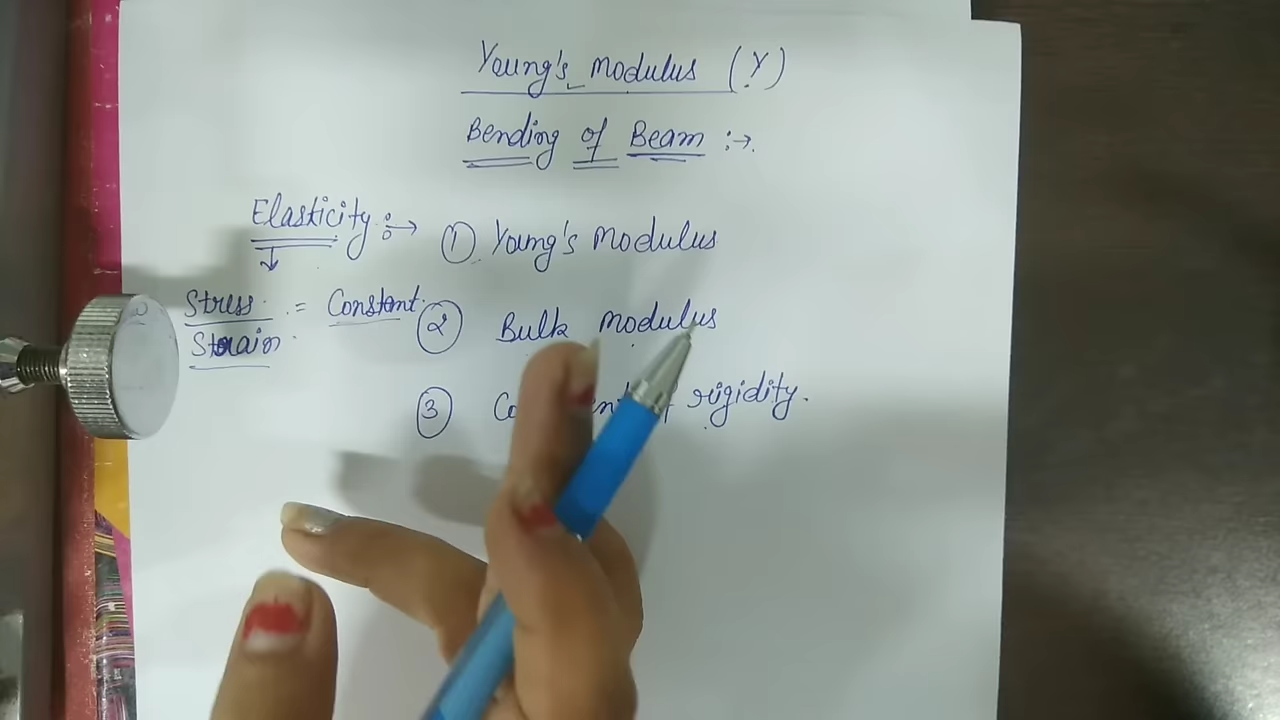 Young's modulus (Y)
Bending of Beam :→
Elasticity :→ ① Young's modulus
Stress = Constant.
Strain
② Bulk modulus
③ rigidity.